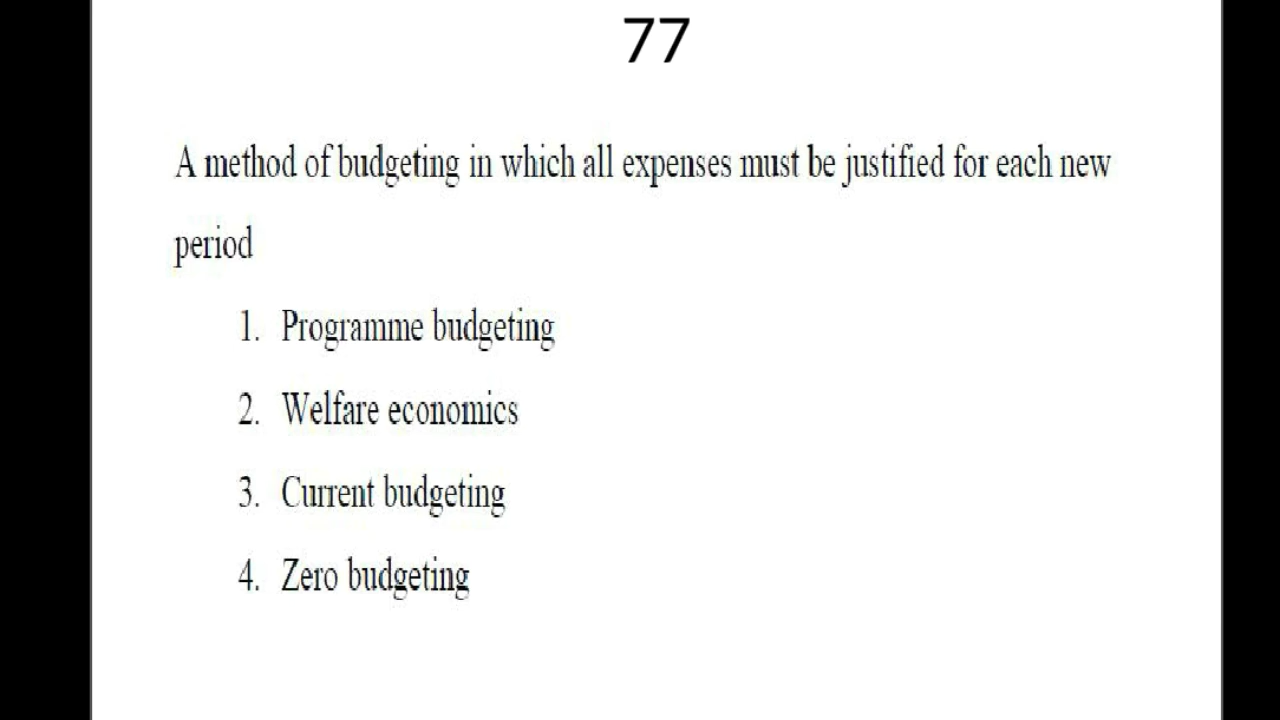 77
A method of budgeting in which all expenses must be justified for each new
period
1. Programme budgeting
2. Welfare economics
3. Current budgeting
4. Zero budgeting